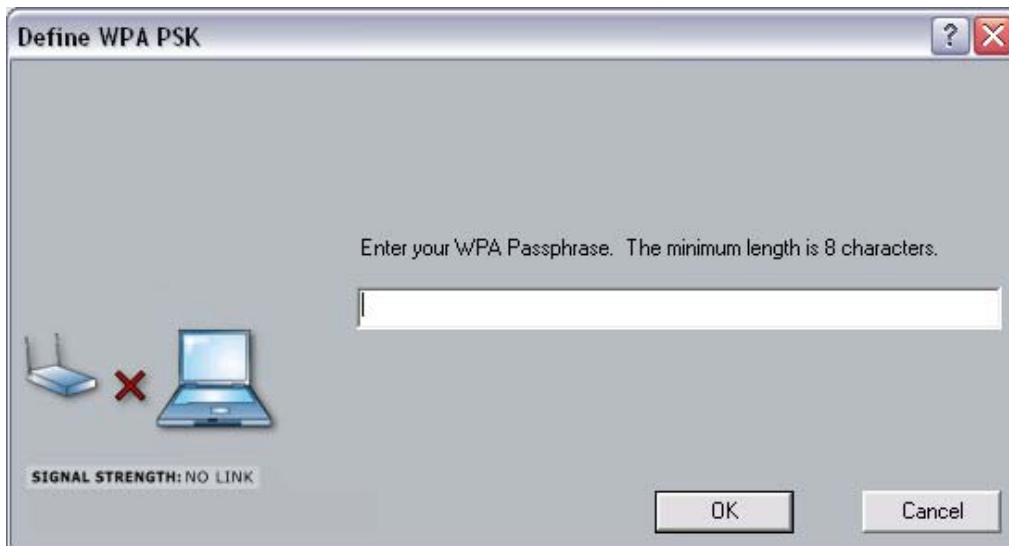 Define WPA PSK
Enter your WPA Passphrase.  The minimum length is 8 characters.
SIGNAL STRENGTH: NO LINK
OK
Cancel